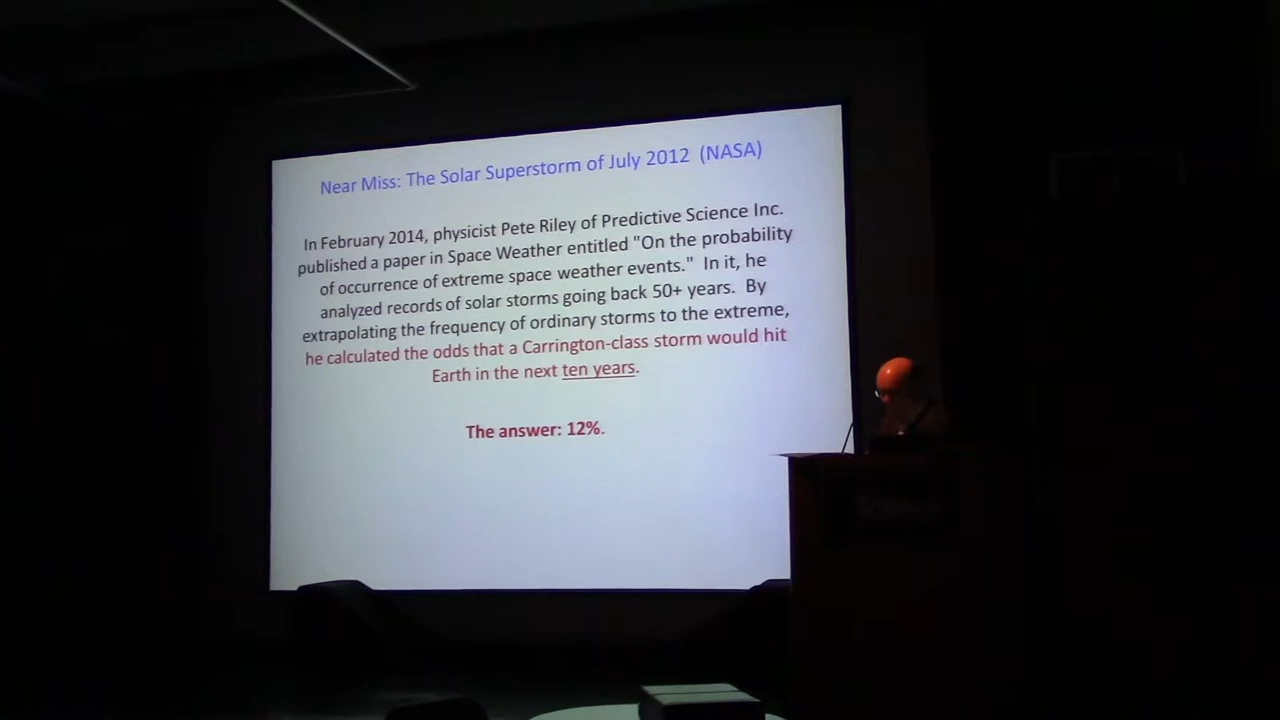 Near Miss: The Solar Superstorm of July 2012 (NASA)
In February 2014, physicist Pete Riley of Predictive Science Inc.
published a paper in Space Weather entitled "On the probability
of occurrence of extreme space weather events." In it, he
analyzed records of solar storms going back 50+ years. By
extrapolating the frequency of ordinary storms to the extreme,
he calculated the odds that a Carrington-class storm would hit
Earth in the next ten years.
The answer: 12%.